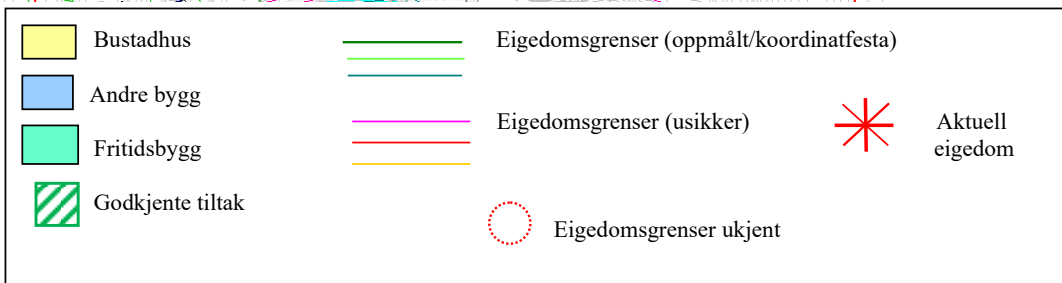 Bustadhus
Andre bygg
Fritidsbygg
Godkjente tiltak
Eigedomsgrenser (oppmålt/koordinatfesta)
Eigedomsgrenser (usikker)
Eigedomsgrenser ukjent
Aktuell
eigedom